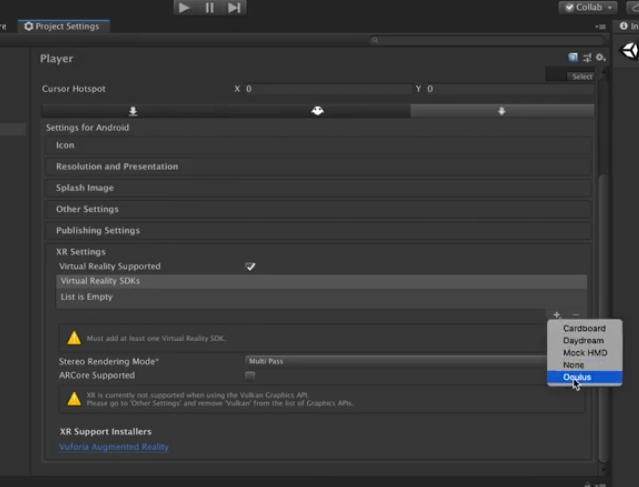 Collab
re
Project Settings
In
Player
Select
Cursor Hotspot X 0 Y 0
Settings for Android
Icon
Resolution and Presentation
Splash Image
Other Settings
Publishing Settings
XR Settings
Virtual Reality Supported
Virtual Reality SDKs
List is Empty
Must add at least one Virtual Reality SDK.
Cardboard
Daydream
Mock HMD
None
Oculus
Stereo Rendering Mode* Multi Pass
ARCore Supported
XR is currently not supported when using the Vulkan Graphics API.
Please go to 'Other Settings' and remove 'Vulkan' from the list of Graphics APIs.
XR Support Installers
Vuforia Augmented Reality